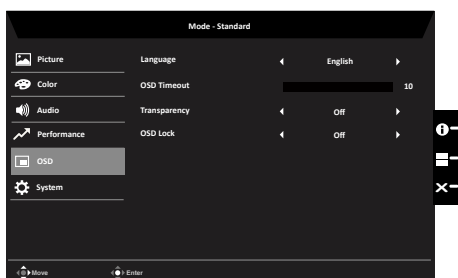 Mode - Standard
Picture
Language English
Color
OSD Timeout 10
Audio
Transparency Off
Performance
OSD Lock Off
OSD
System
Move Enter